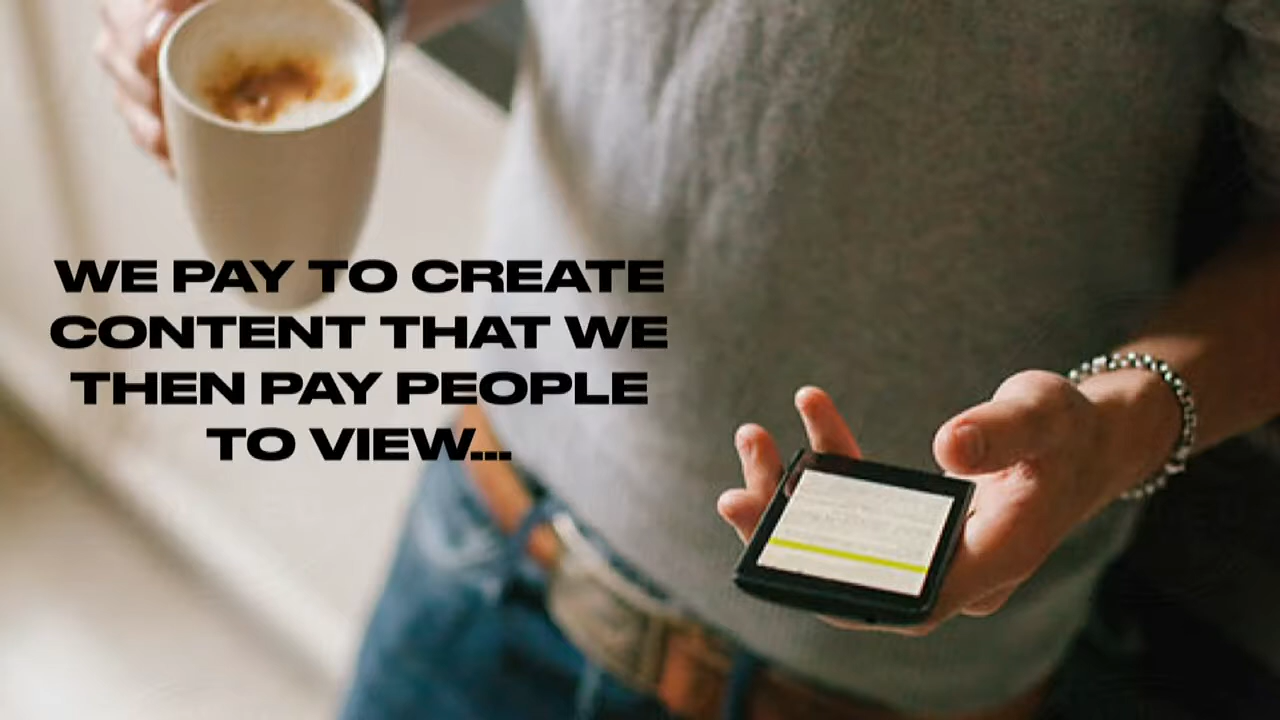 WE PAY TO CREATE
CONTENT THAT WE
THEN PAY PEOPLE
TO VIEW...